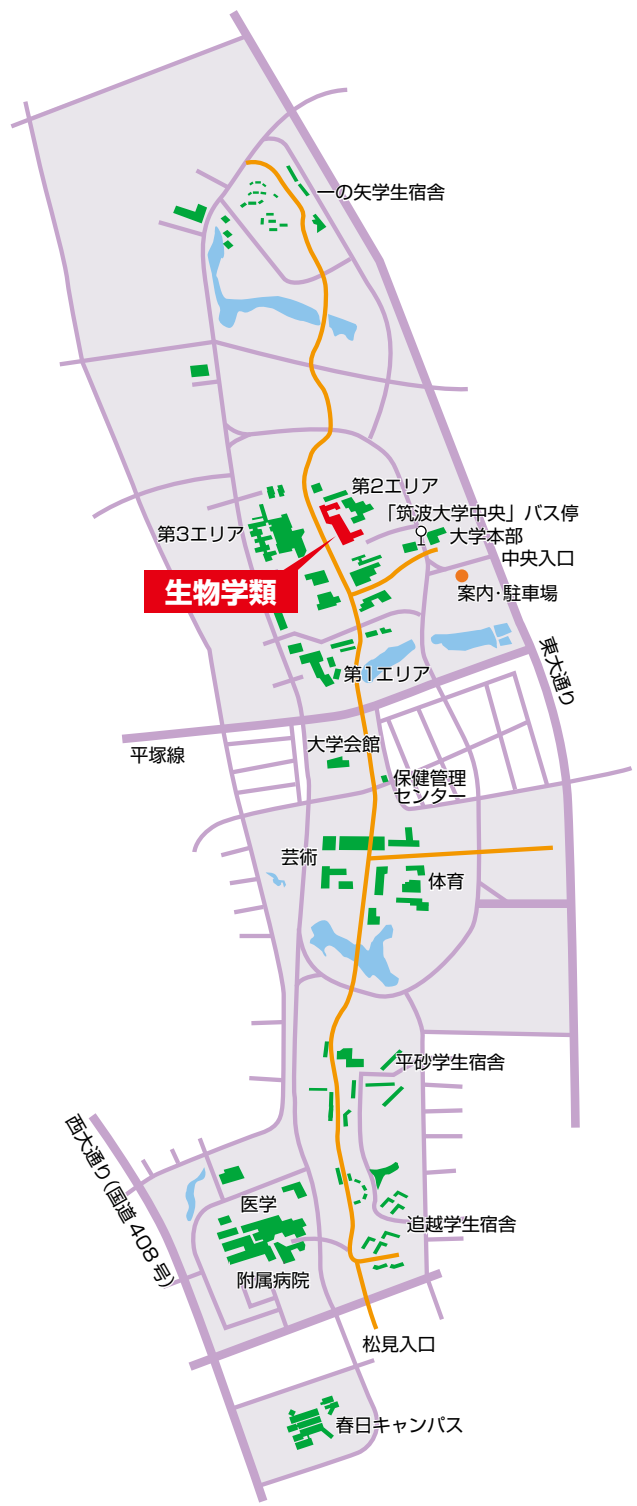 一の矢学生宿舎
第2エリア
「筑波大学中央」バス停
第3エリア
大学本部
中央入口
生物学類
案内・駐車場
東大通り
第1エリア
平塚線
大学会館
保健管理
センター
芸術
体育
平砂学生宿舎
西大通り(国道408号)
医学
追越学生宿舎
附属病院
松見入口
春日キャンパス